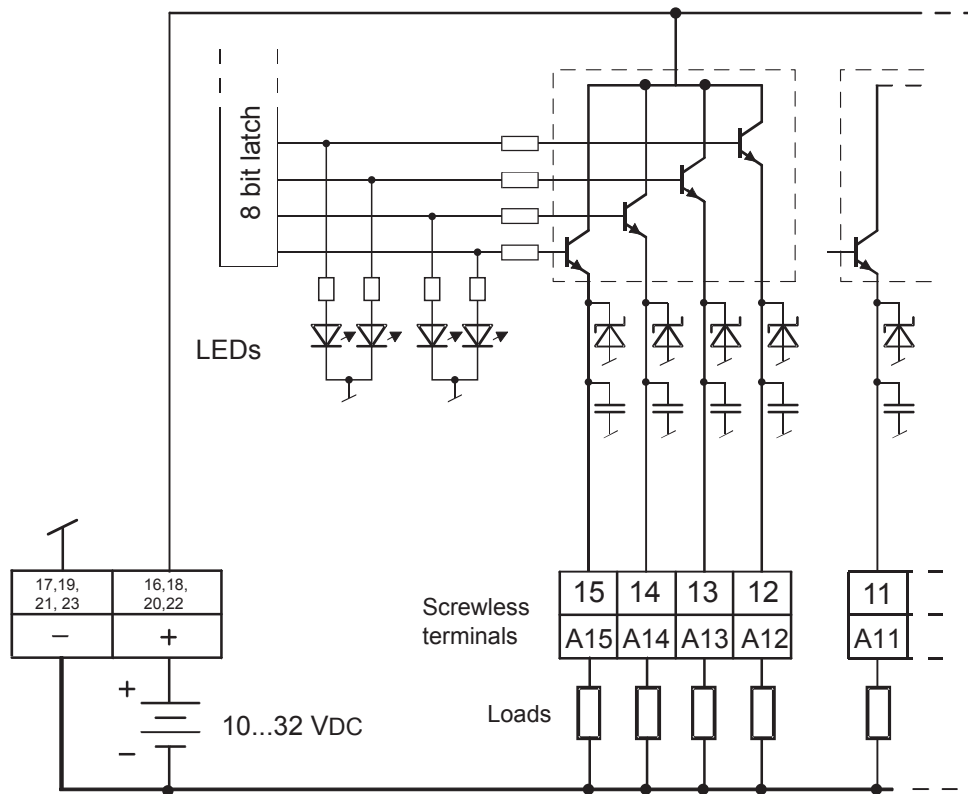 8 bit latch
LEDs
17,19,
21, 23
16,18,
20,22
–
+
Screwless
terminals
15
14
13
12
11
A15
A14
A13
A12
A11
+
–
10...32 VDC
Loads